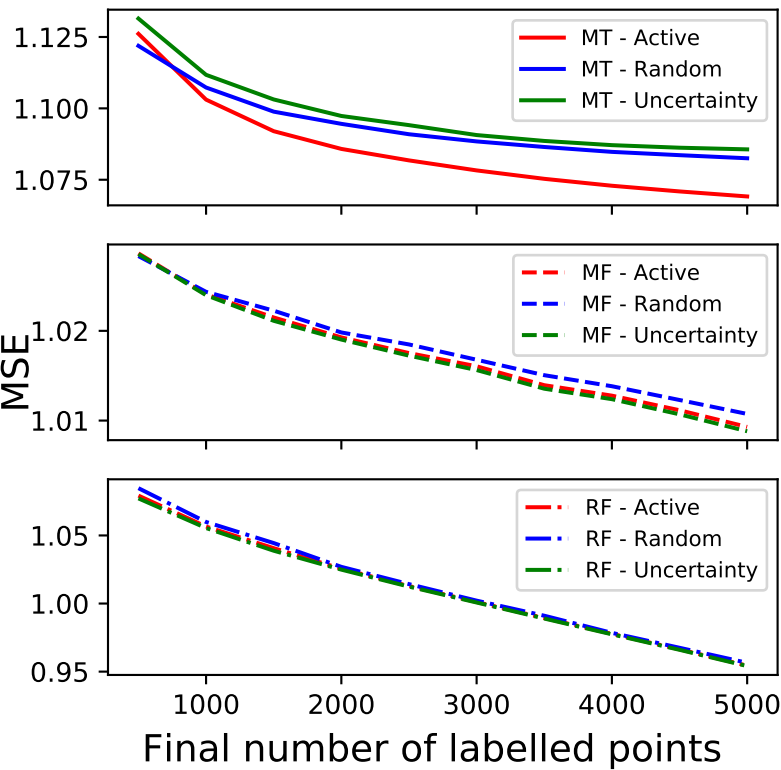 1.125
1.100
1.075
MT - Active
MT - Random
MT - Uncertainty
MSE
1.02
1.01
MF - Active
MF - Random
MF - Uncertainty
1.05
1.00
0.95
RF - Active
RF - Random
RF - Uncertainty
1000 2000 3000 4000 5000
Final number of labelled points